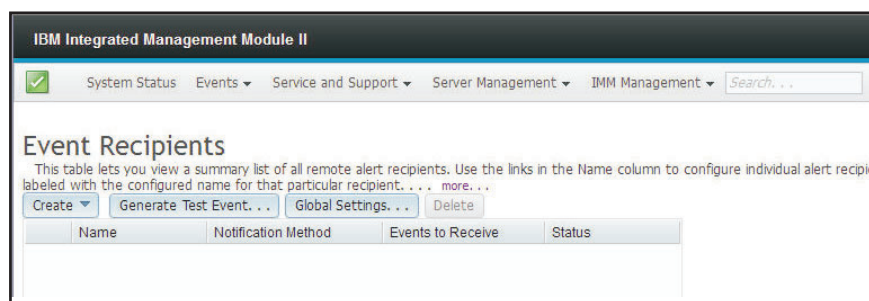 IBM Integrated Management Module II
System Status Events Service and Support Server Management IMM Management Search. . .
Event Recipients
This table lets you view a summary list of all remote alert recipients. Use the links in the Name column to configure individual alert
labeled with the configured name for that particular recipient. . . . more. . .
Create Generate Test Event. . . Global Settings. . . Delete
Name Notification Method Events to Receive Status